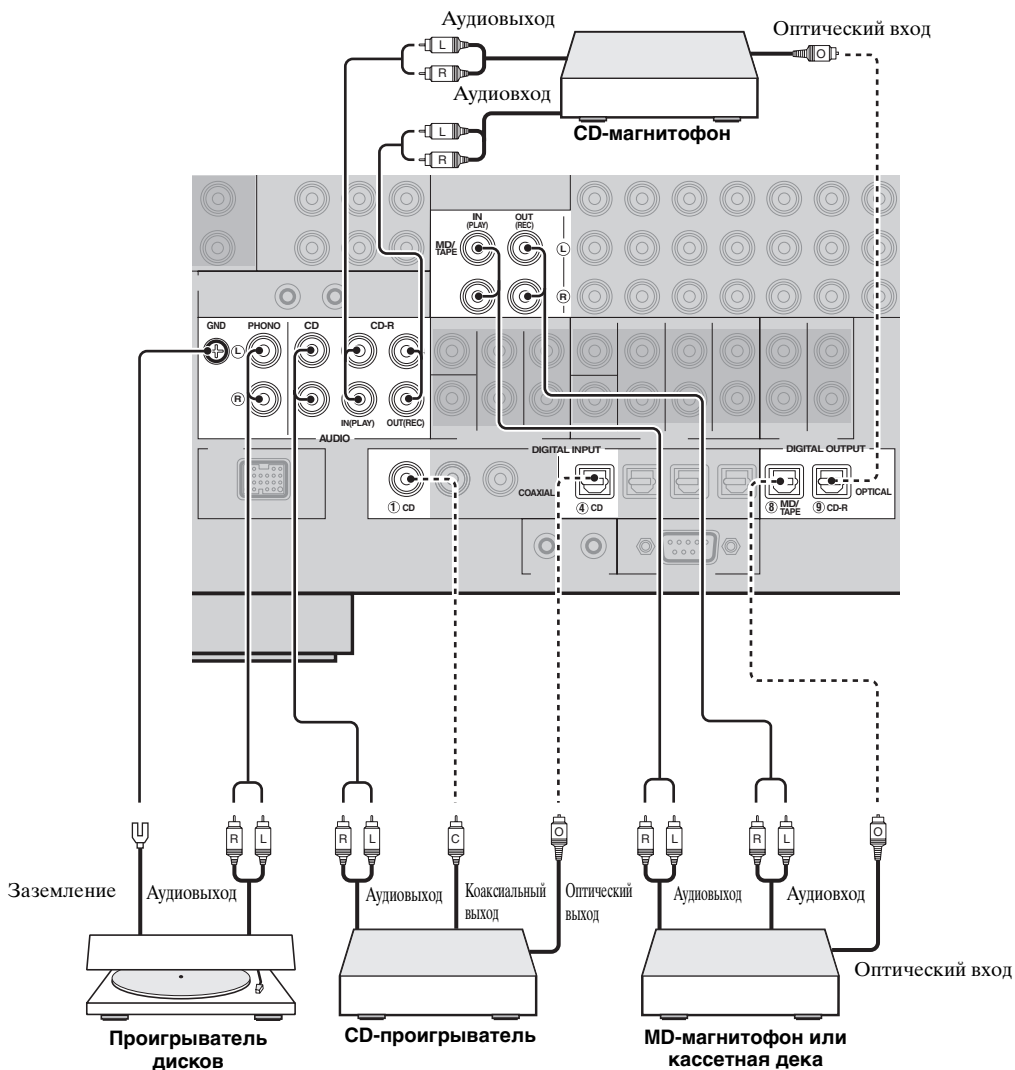 Аудиовыход
Оптический вход
L
R
O
Аудиовход
L
R
CD-магнитофон
IN
(PLAY)
OUT
(REC)
MD/
TAPE
L
R
GND
PHONO
CD
CD-R
L
R
IN(PLAY)
OUT(REC)
AUDIO
DIGITAL INPUT
DIGITAL OUTPUT
COAXIAL
OPTICAL
1 CD
4 CD
8 MD/
TAPE
9 CD-R
R L
R L
C
O
R L
R L
O
Заземление
Аудиовыход
Аудиовыход
Коаксиальный
выход
Оптический
выход
Аудиовыход
Аудиовход
Оптический вход
Проигрыватель
дисков
CD-проигрыватель
MD-магнитофон или
кассетная дека